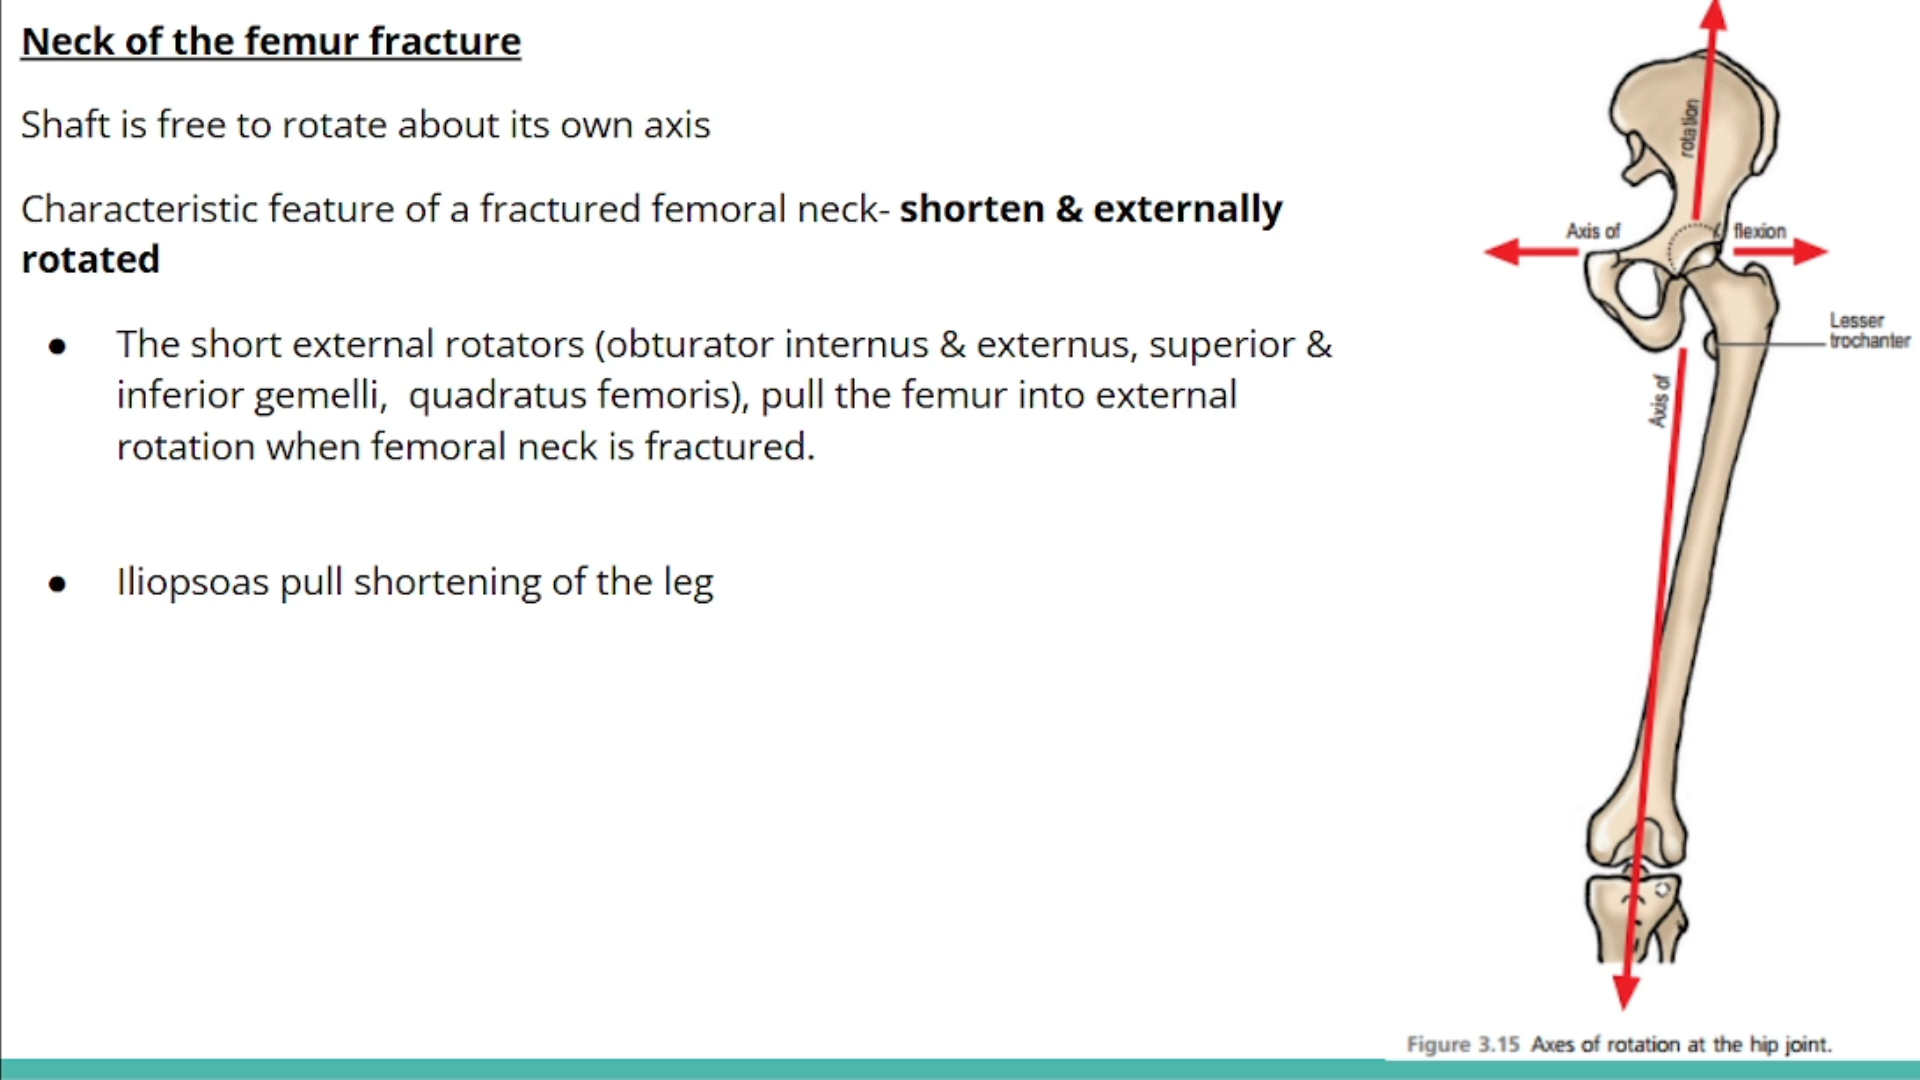 Neck of the femur fracture
Shaft is free to rotate about its own axis
Characteristic feature of a fractured femoral neck- shorten & externally
rotated
● The short external rotators (obturator internus & externus, superior &
inferior gemelli, quadratus femoris), pull the femur into external
rotation when femoral neck is fractured.
● Iliopsoas pull shortening of the leg
rotation
Axis of
flexion
Lesser
trochanter
Axis of
Figure 3.15 Axes of rotation at the hip joint.